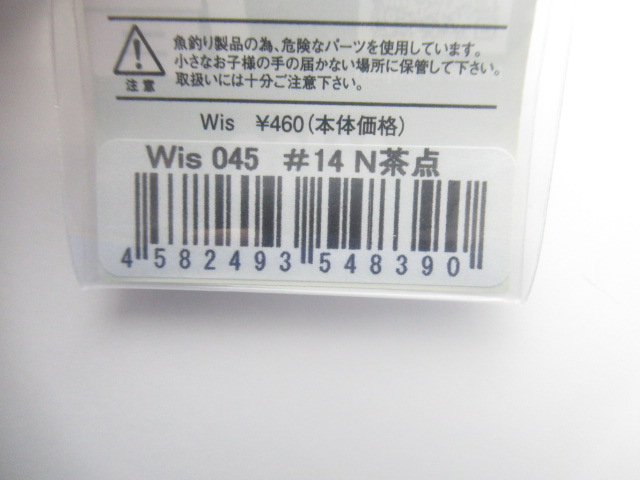 魚釣り製品の為、危険なパーツを使用しています。
小さなお子様の手の届かない場所に保管して下さい。
取扱いには十分ご注意下さい。
注意
Wis ¥460(本体価格)
Wis 045 #14 N茶点
4 582493 548390